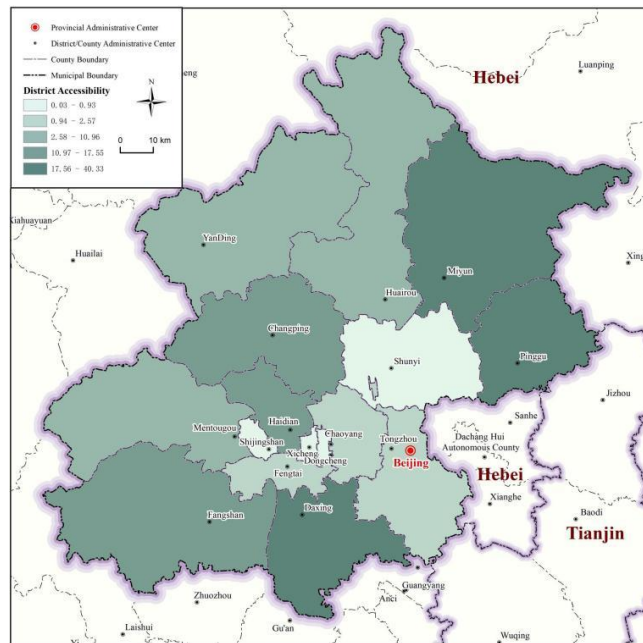 Provincial Administrative Center
District/County Administrative Center
County Boundary
Municipal Boundary
District Accessibility
N
0.03 - 0.93
0.94 - 2.57
2.58 - 10.96
10.97 - 17.55
17.56 - 40.33
0 10 km
Hebei
Luanping
Huailai
YanDing
Miyun
Huairou
Changping
Shunyi
Pinggu
Jizhou
Sanhe
Mentougou
Haidian
Shijingshan
Chaoyang
Xicheng
Dongcheng
Tongzhou
Beijing
Dachang Hui
Autonomous County
Hebei
Fengtai
Xianghe
Fangshan
Daxing
Baodi
Tianjin
Guangyang
Anci
Zhuozhou
Gu'an
Laishui
Wuqing